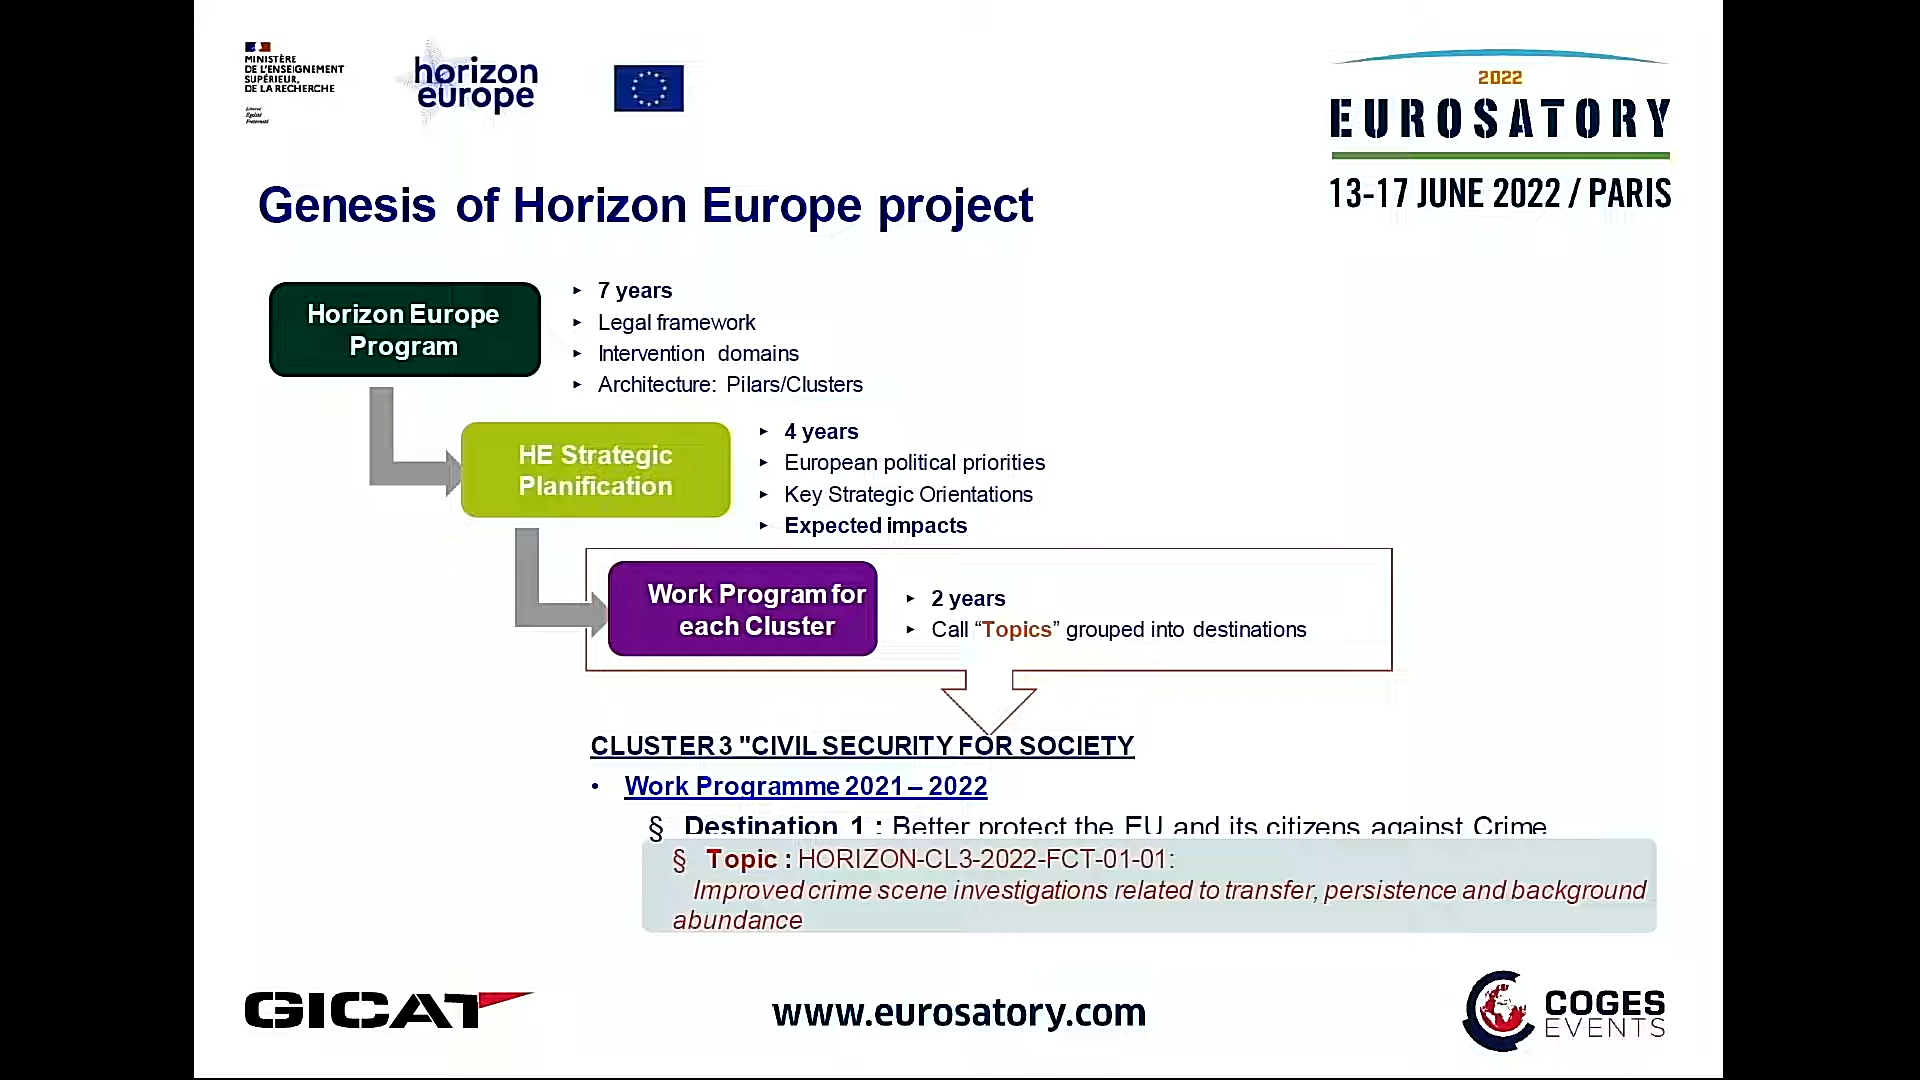 MINISTÈRE
DE L'ENSEIGNEMENT
SUPÉRIEUR,
DE LA RECHERCHE
Liberté
Égalité
Fraternité
horizon
europe
2022
EUROSATORY
13-17 JUNE 2022 / PARIS
Genesis of Horizon Europe project
Horizon Europe
Program
▸ 7 years
▸ Legal framework
▸ Intervention domains
▸ Architecture: Pilars/Clusters
HE Strategic
Planification
▸ 4 years
▸ European political priorities
▸ Key Strategic Orientations
▸ Expected impacts
Work Program for
each Cluster
▸ 2 years
▸ Call “Topics” grouped into destinations
CLUSTER 3 "CIVIL SECURITY FOR SOCIETY
• Work Programme 2021 – 2022
§ Destination 1 : Better protect the EU and its citizens against Crime
§ Topic : HORIZON-CL3-2022-FCT-01-01:
Improved crime scene investigations related to transfer, persistence and background
abundance
GICAT
www.eurosatory.com
COGES
EVENTS